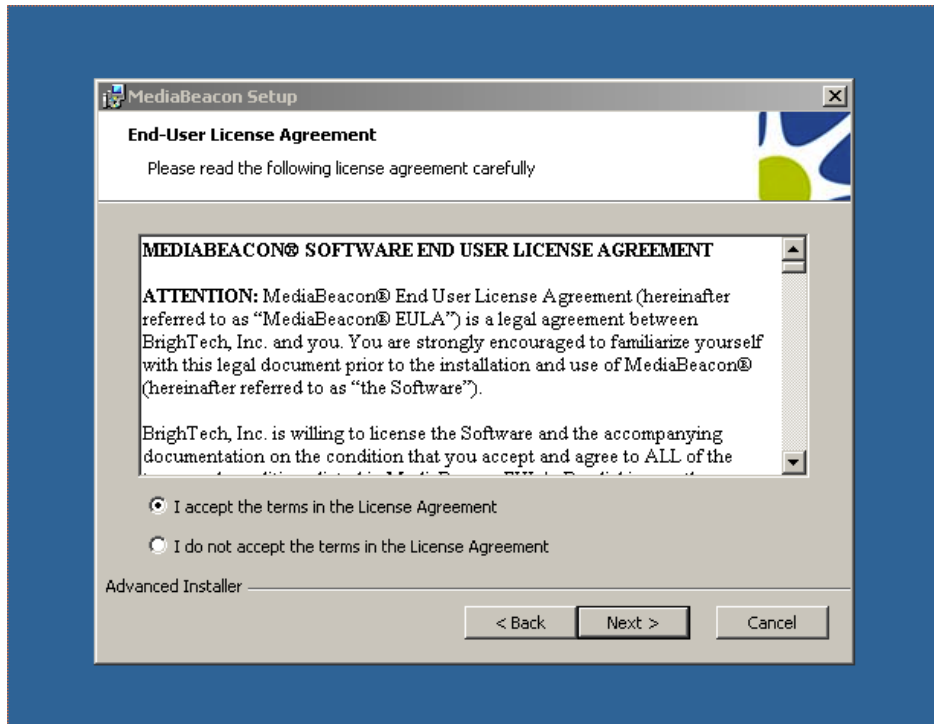 MediaBeacon Setup
End-User License Agreement
Please read the following license agreement carefully
MEDIABEACON® SOFTWARE END USER LICENSE AGREEMENT
ATTENTION: MediaBeacon® End User License Agreement (hereinafter
referred to as “MediaBeacon® EULA”) is a legal agreement between
BrighTech, Inc. and you. You are strongly encouraged to familiarize yourself
with this legal document prior to the installation and use of MediaBeacon®
(hereinafter referred to as “the Software”).
BrighTech, Inc. is willing to license the Software and the accompanying
documentation on the condition that you accept and agree to ALL of the
I accept the terms in the License Agreement
I do not accept the terms in the License Agreement
Advanced Installer
< Back Next > Cancel